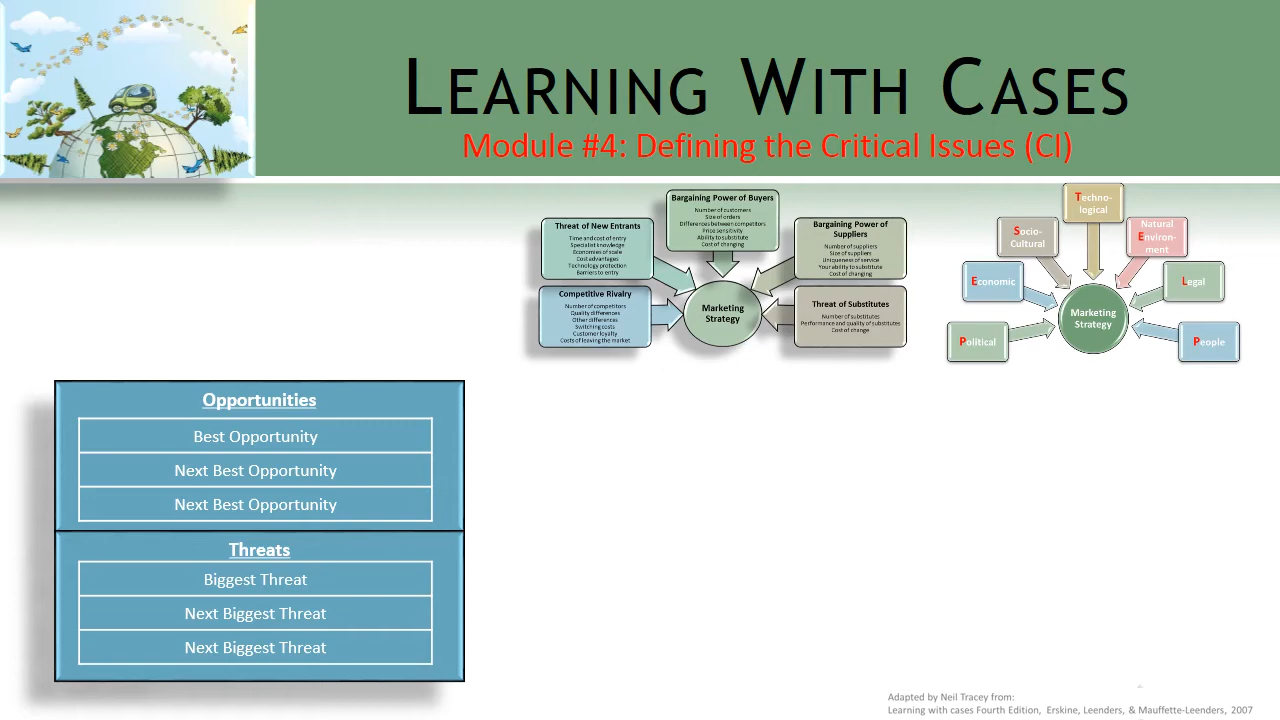 LEARNING WITH CASES
Module #4: Defining the Critical Issues (CI)
Bargaining Power of Buyers
Number of customers
Size of orders
Differences between competitors
Price sensitivity
Ability to substitute
Cost of changing
Threat of New Entrants
Time and cost of entry
Specialist knowledge
Economies of scale
Cost advantages
Technology protection
Barriers to entry
Bargaining Power of
Suppliers
Number of suppliers
Size of suppliers
Uniqueness of service
Your ability to substitute
Cost of changing
Competitive Rivalry
Number of competitors
Quality differences
Other differences
Switching costs
Customer loyalty
Costs of leaving the market
Marketing
Strategy
Threat of Substitutes
Number of substitutes
Performance and quality of substitutes
Cost of change
Techno-
logical
Socio-
Cultural
Natural
Environ-
ment
Economic
Legal
Marketing
Strategy
Political
People
Opportunities
Best Opportunity
Next Best Opportunity
Next Best Opportunity
Threats
Biggest Threat
Next Biggest Threat
Next Biggest Threat
Adapted by Neil Tracey from:
Learning with cases Fourth Edition, Erskine, Leenders, & Mauffette-Leenders, 2007